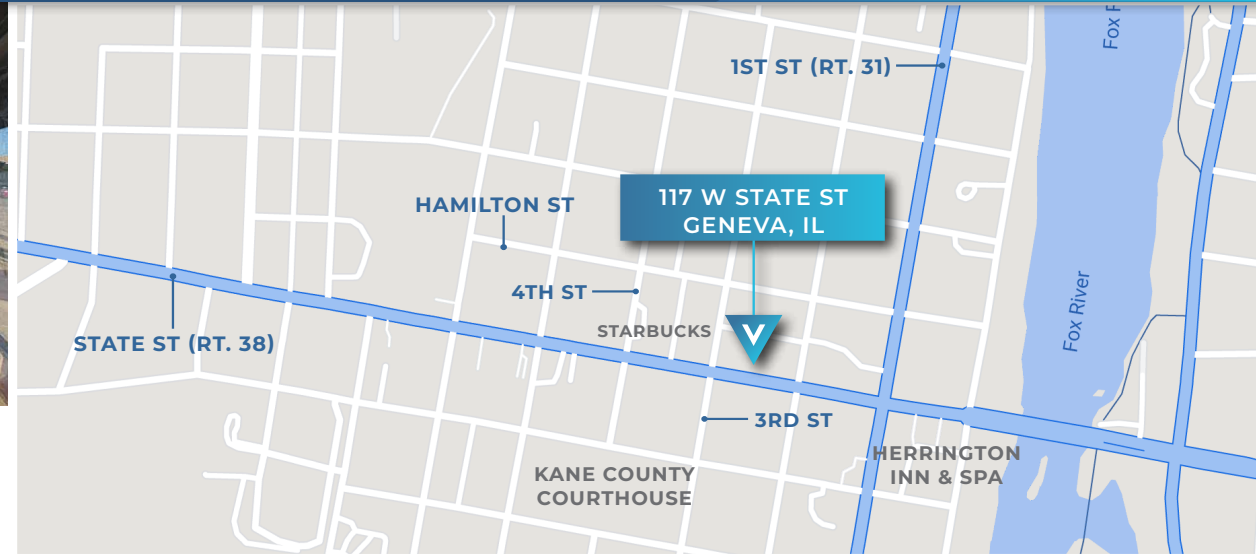 Fox R
1ST ST (RT. 31)
117 W STATE ST
GENEVA, IL
HAMILTON ST
4TH ST
STARBUCKS
Fox River
STATE ST (RT. 38)
3RD ST
HERRINGTON
INN & SPA
KANE COUNTY
COURTHOUSE